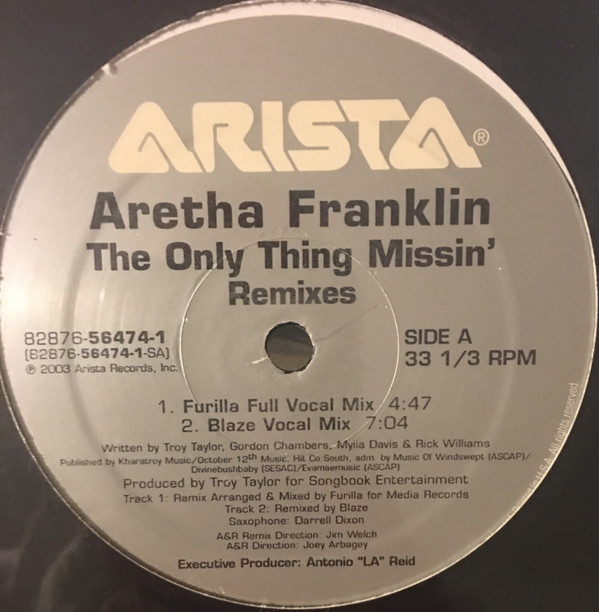 ARISTA®
Aretha Franklin
The Only Thing Missin'
Remixes
82876-56474-1
(82876-56474-1-SA)
℗ 2003 Arista Records, Inc.
SIDE A
33 1/3 RPM
1. Furilla Full Vocal Mix 4:47
2. Blaze Vocal Mix 7:04
Written by Troy Taylor, Gordon Chambers, Myiia Davis & Rick Williams
Published by Kharatroy Music/October 12th Music, Hit Co South, adm. by Music Of Windswept (ASCAP)/
Divinebushbaby (SESAC)/Evamaemusic (ASCAP)
Produced by Troy Taylor for Songbook Entertainment
Track 1: Remix Arranged & Mixed by Furilla for Media Records
Track 2: Remixed by Blaze
Saxophone: Darrell Dixon
A&R Remix Direction: Jim Welch
A&R Direction: Joey Arbagey
Executive Producer: Antonio "LA" Reid
U.S.A. All rights reserved